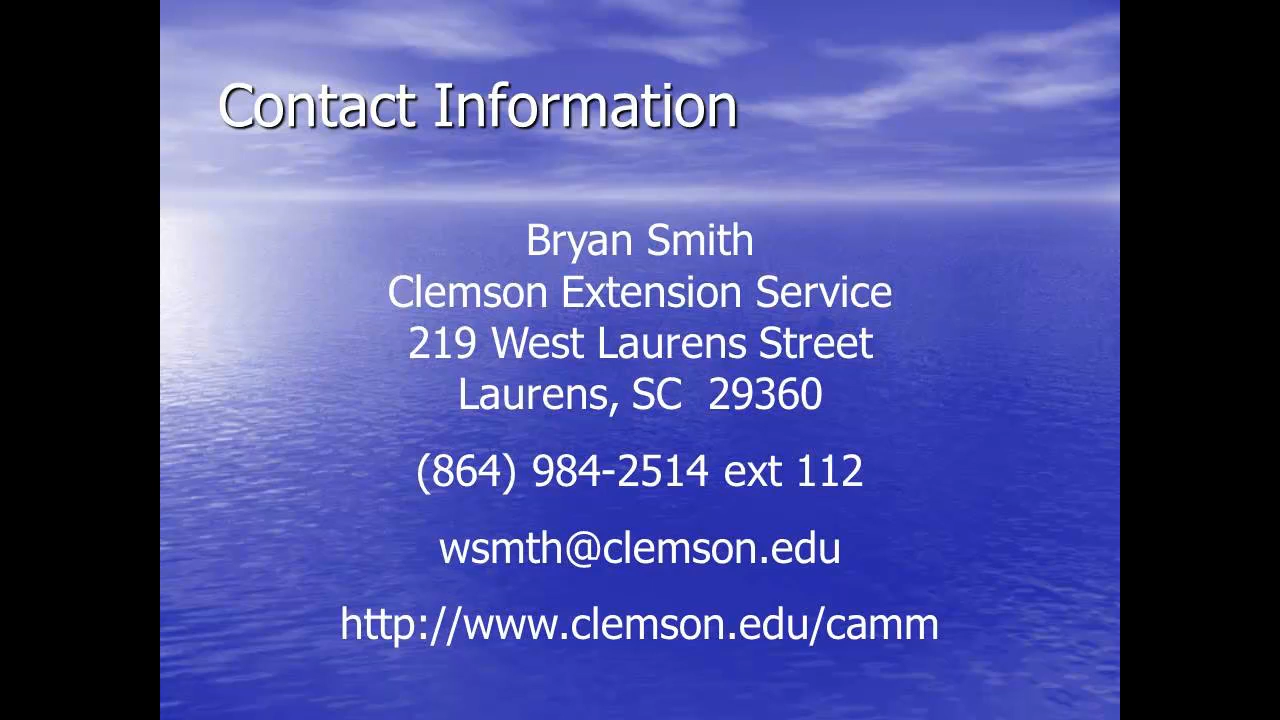 Contact Information
Bryan Smith
Clemson Extension Service
219 West Laurens Street
Laurens, SC  29360
(864) 984-2514 ext 112
wsmth@clemson.edu
http://www.clemson.edu/camm